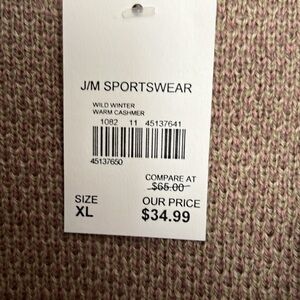 J/M SPORTSWEAR
WILD WINTER
WARM CASHMER
1082 11 45137641
45137650
COMPARE AT
$65.00
SIZE OUR PRICE
XL $34.99